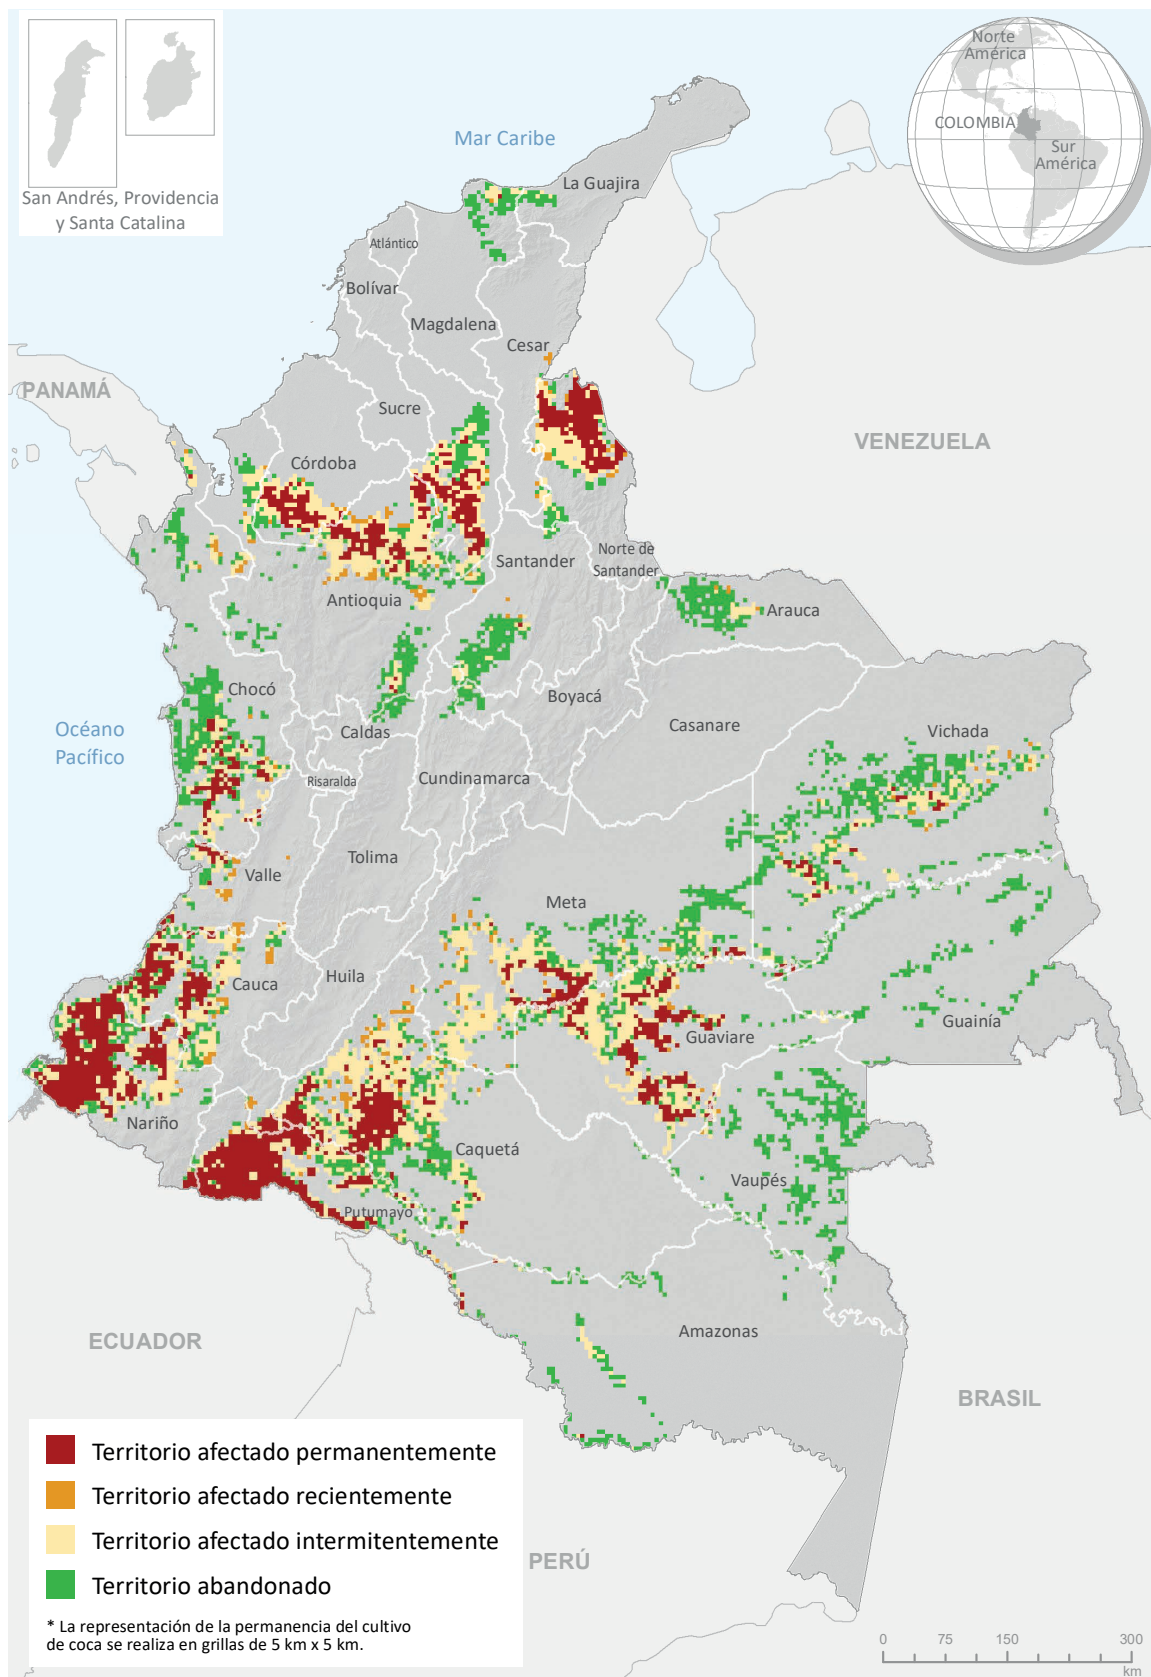 San Andrés, Providencia
y Santa Catalina
Norte
América
COLOMBIA
Sur
América
Mar Caribe
La Guajira
Atlántico
Bolívar
Magdalena
Cesar
PANAMÁ
Sucre
VENEZUELA
Córdoba
Santander
Norte de
Santander
Antioquia
Arauca
Chocó
Boyacá
Casanare
Vichada
Océano
Pacífico
Caldas
Risaralda
Cundinamarca
Tolima
Valle
Meta
Huila
Cauca
Guainía
Guaviare
Nariño
Caquetá
Vaupés
Putumayo
Amazonas
ECUADOR
BRASIL
PERÚ
Territorio afectado permanentemente
Territorio afectado recientemente
Territorio afectado intermitentemente
Territorio abandonado
* La representación de la permanencia del cultivo
de coca se realiza en grillas de 5 km x 5 km.
0 75 150 300
km